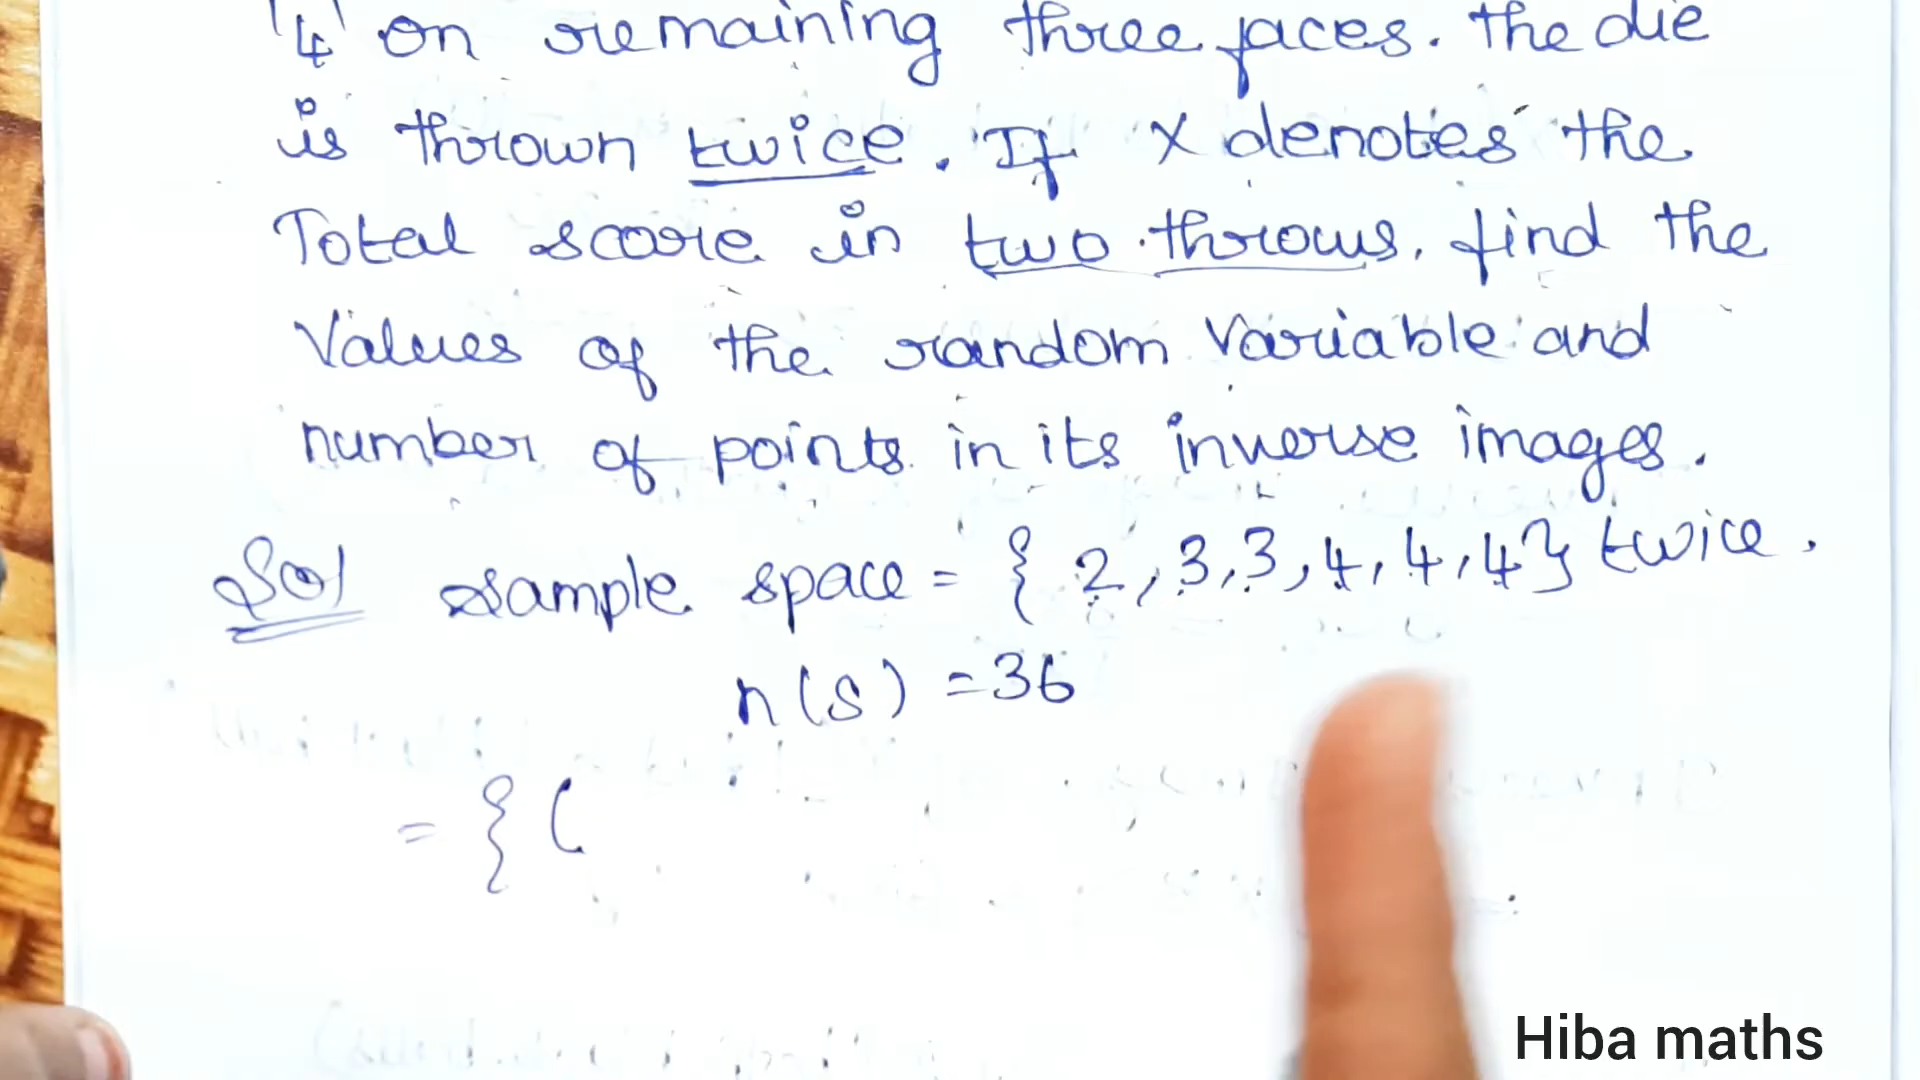 '4' on remaining three faces. The die
is thrown twice. If X denotes the
Total score in two throws, find the
Values of the random variable and
number of points in its inverse images.
Sol Sample space = { 2, 3, 3, 4, 4, 4} twice.
n(s) = 36
= { (
Hiba maths